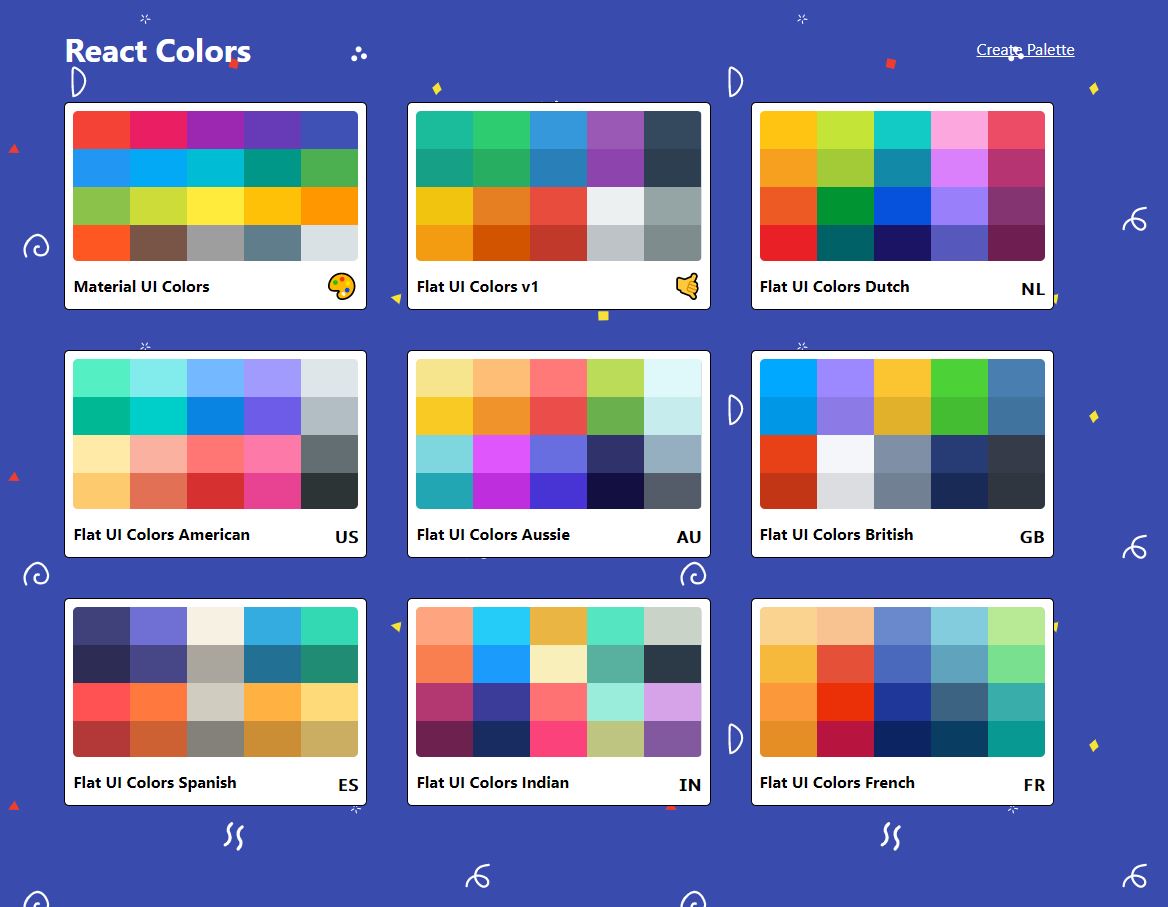 React Colors
Create Palette
Material UI Colors
Flat UI Colors v1
Flat UI Colors Dutch NL
Flat UI Colors American US
Flat UI Colors Aussie AU
Flat UI Colors British GB
Flat UI Colors Spanish ES
Flat UI Colors Indian IN
Flat UI Colors French FR